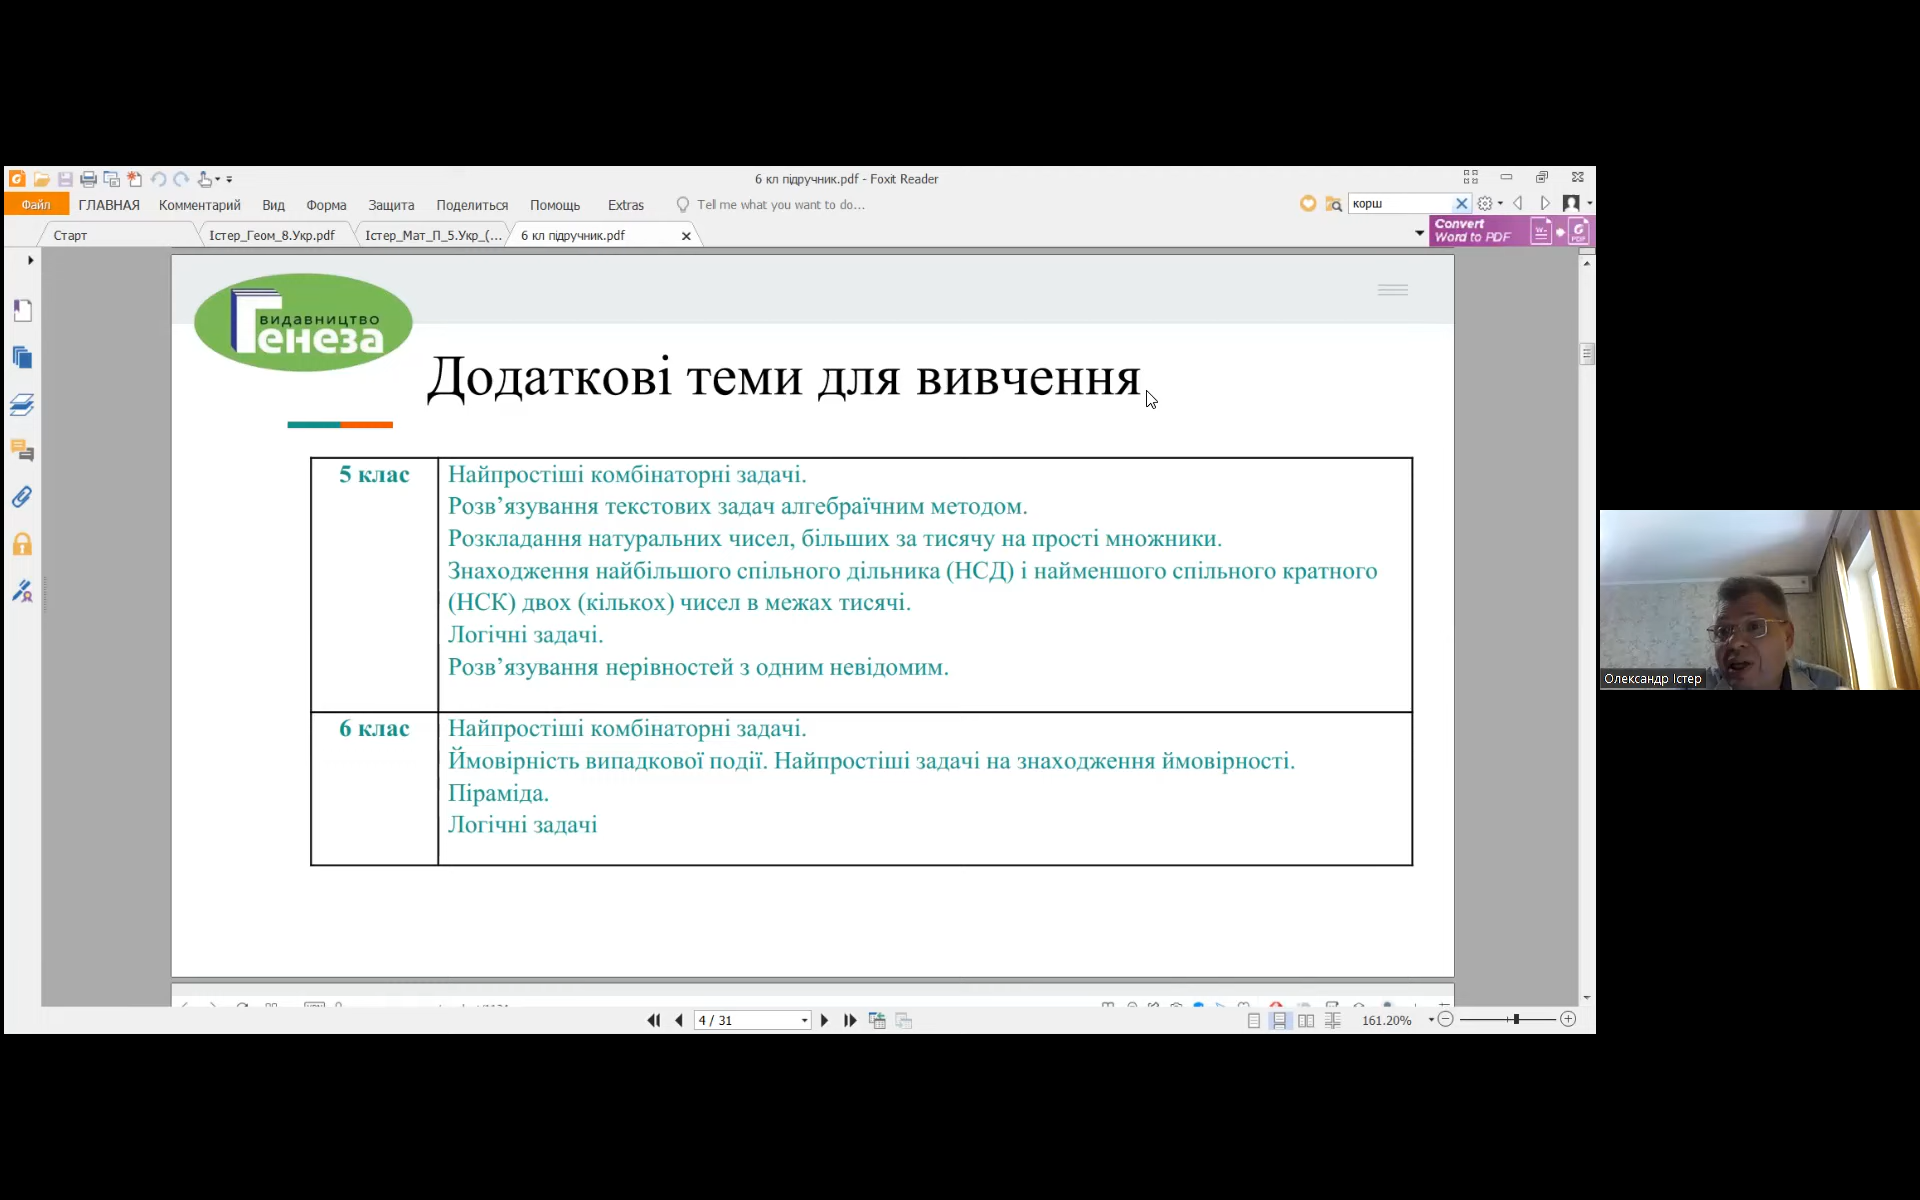 6 кл підручник.pdf - Foxit Reader
Файл ГЛАВНАЯ Комментарий Вид Форма Защита Поделиться Помощь Extras Tell me what you want to do... корш
Старт Істер_Геом_8.Укр.pdf Істер_Мат_П_5.Укр_(... 6 кл підручник.pdf
Convert
Word to PDF
видавництво
Генеза
Додаткові теми для вивчення
5 клас
Найпростіші комбінаторні задачі.
Розв’язування текстових задач алгебраїчним методом.
Розкладання натуральних чисел, більших за тисячу на прості множники.
Знаходження найбільшого спільного дільника (НСД) і найменшого спільного кратного
(НСК) двох (кількох) чисел в межах тисячі.
Логічні задачі.
Розв’язування нерівностей з одним невідомим.
6 клас
Найпростіші комбінаторні задачі.
Ймовірність випадкової події. Найпростіші задачі на знаходження ймовірності.
Піраміда.
Логічні задачі
4 / 31
161.20%
Олександр Істер